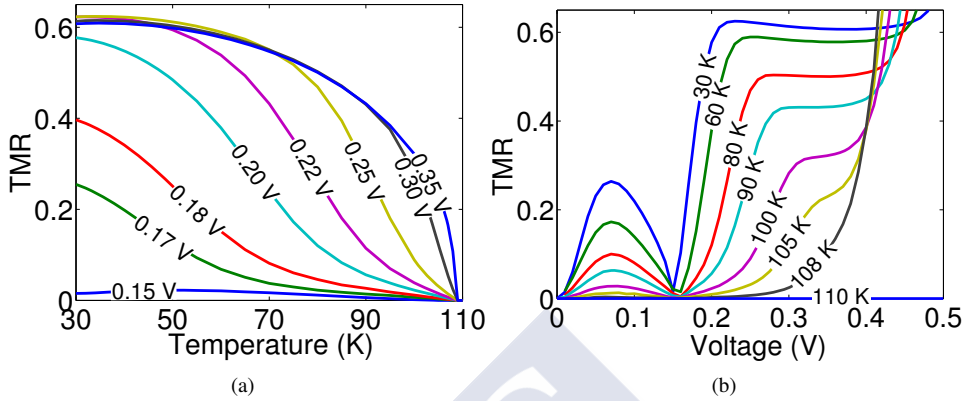 0.6
0.4
0.2
0
TMR
30
50
70
90
110
Temperature (K)
0.15 V
0.17 V
0.18 V
0.20 V
0.22 V
0.25 V
0.30 V
0.35 V
(a)
0.6
0.4
0.2
0
TMR
0
0.1
0.2
0.3
0.4
0.5
Voltage (V)
30 K
60 K
80 K
90 K
100 K
105 K
108 K
110 K
(b)